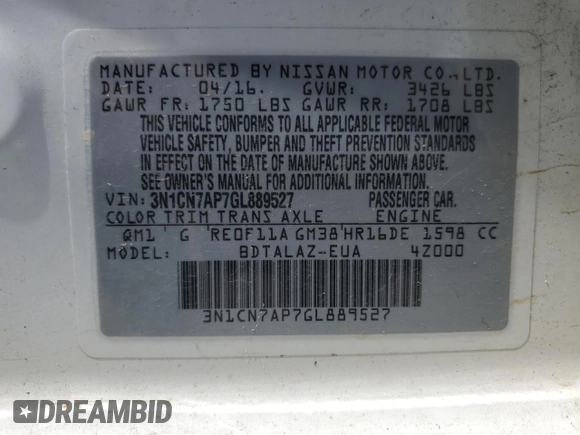 MANUFACTURED BY NISSAN MOTOR CO., LTD.
DATE: 04/16. GVWR: 3426 LBS
GAWR FR: 1750 LBS GAWR RR: 1708 LBS
THIS VEHICLE CONFORMS TO ALL APPLICABLE FEDERAL MOTOR
VEHICLE SAFETY, BUMPER AND THEFT PREVENTION STANDARDS
IN EFFECT ON THE DATE OF MANUFACTURE SHOWN ABOVE.
SEE OWNER'S MANUAL FOR ADDITIONAL INFORMATION.
VIN: 3N1CN7AP7GL889527 PASSENGER CAR.
COLOR TRIM TRANS AXLE ENGINE
QM1 G RE0F11A GM38 HR16DE 1598 CC
MODEL: BDTALAZ-EUA 4Z000
3N1CN7AP7GL889527
DREAMBID